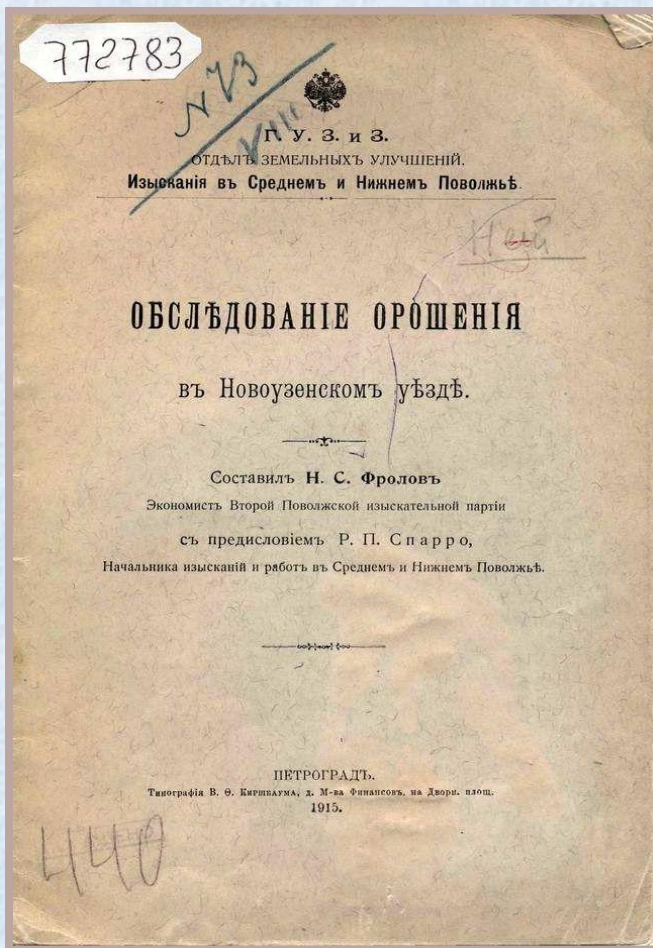 772783
N 73
VIII
Г. У. З. и З.
ОТДѢЛЪ ЗЕМЕЛЬНЫХЪ УЛУЧШЕНІЙ.
Изысканія въ Среднемъ и Нижнемъ Поволжьѣ.
ОБСЛѢДОВАНІЕ ОРОШЕНІЯ
въ Новоузенскомъ уѣздѣ.
Составилъ Н. С. Фроловъ
Экономистъ Второй Поволжской изыскательной партіи
съ предисловіемъ Р. П. Спарро,
Начальника изысканій и работъ въ Среднемъ и Нижнемъ Поволжьѣ.
ПЕТРОГРАДЪ.
Типографія В. Ѳ. Киршбаума, д. М-ва Финансовъ, на Дворц. площ.
1915.
440